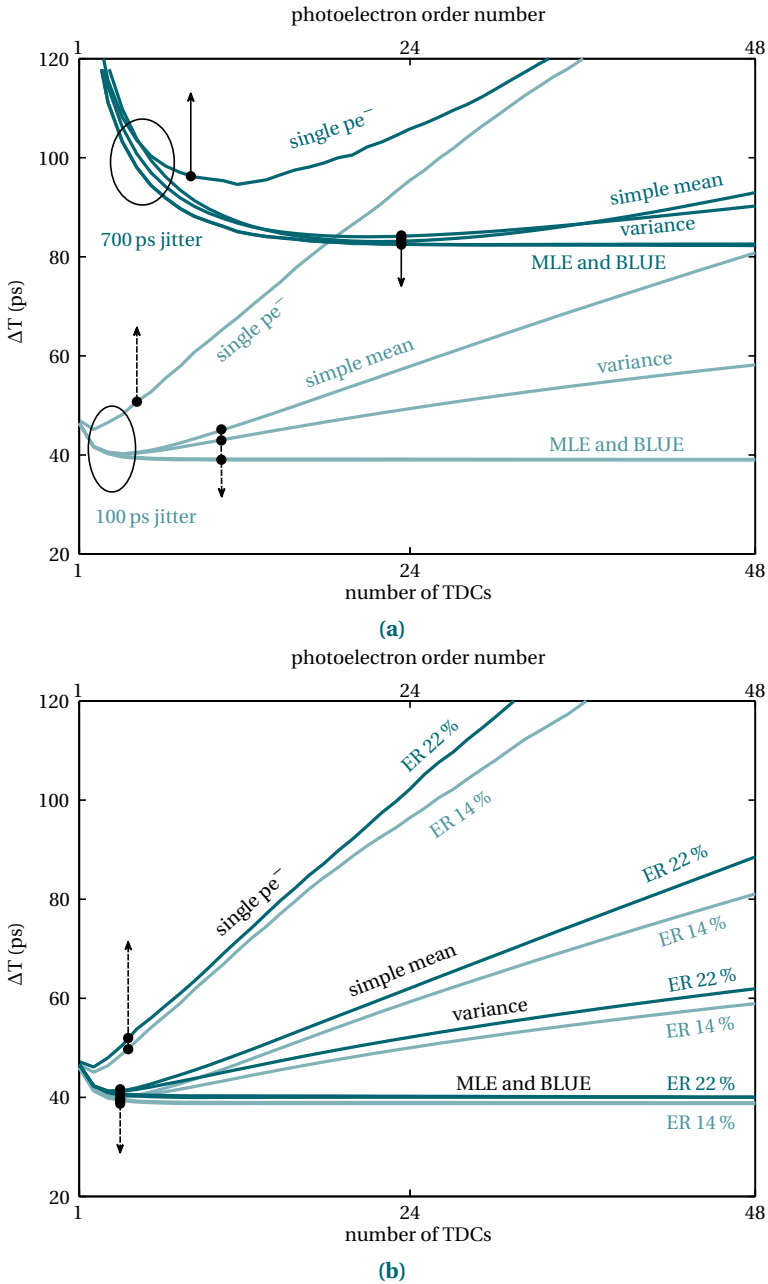 photoelectron order number
1 24 48
120
single pe⁻
100
simple mean
700 ps jitter
variance
80
MLE and BLUE
ΔT (ps)
single pe⁻
simple mean
60
variance
MLE and BLUE
40
100 ps jitter
20
1 24 48
number of TDCs
(a)
photoelectron order number
1 24 48
120
ER 22 %
100
ER 14 %
single pe⁻
ER 22 %
80
ER 14 %
ΔT (ps)
simple mean
ER 22 %
60
variance
ER 14 %
MLE and BLUE
ER 22 %
40
ER 14 %
20
1 24 48
number of TDCs
(b)